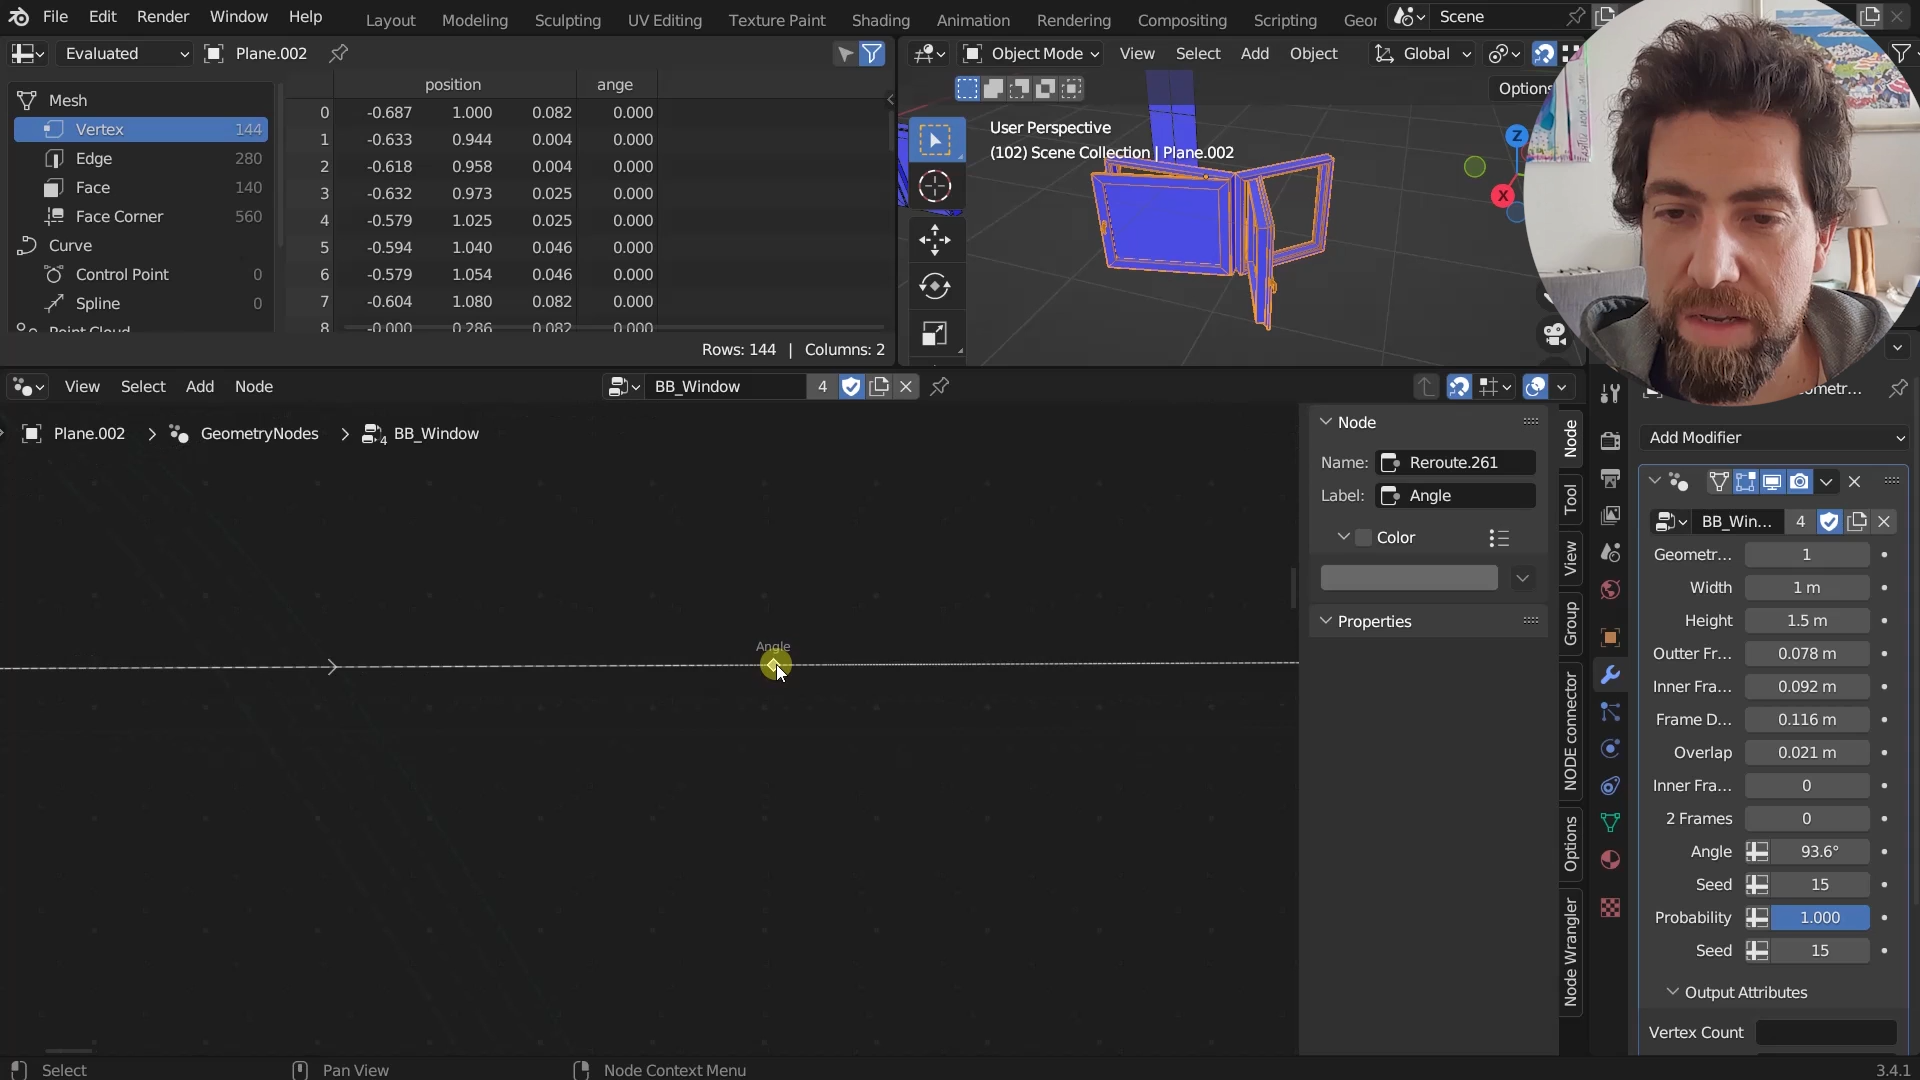 File Edit Render Window Help
Layout Modeling Sculpting UV Editing Texture Paint Shading Animation Rendering Compositing Scripting Scene
Evaluated Plane.002
Object Mode View Select Add Object Global
Options
position ange
Mesh
Vertex 144
Edge 280
Face 140
Face Corner 560
Curve
Control Point 0
Spline 0
0 -0.687 1.000 0.082 0.000
1 -0.633 0.944 0.004 0.000
2 -0.618 0.958 0.004 0.000
3 -0.632 0.973 0.025 0.000
4 -0.579 1.025 0.025 0.000
5 -0.594 1.040 0.046 0.000
6 -0.579 1.054 0.046 0.000
7 -0.604 1.080 0.082 0.000
8 -0.000 0.286 0.082 0.000
Rows: 144 | Columns: 2
User Perspective
(102) Scene Collection | Plane.002
Z
X
View Select Add Node
BB_Window 4
Plane.002 > GeometryNodes > 4 BB_Window
Angle
Node
Name: Reroute.261
Label: Angle
Color
Properties
Node
Tool
View
Group
NODE connector
Options
Node Wrangler
Add Modifier
BB_Win... 4
Geometr... 1
Width 1 m
Height 1.5 m
Outter Fr... 0.078 m
Inner Fra... 0.092 m
Frame D... 0.116 m
Overlap 0.021 m
Inner Fra... 0
2 Frames 0
Angle 93.6°
Seed 15
Probability 1.000
Seed 15
Output Attributes
Vertex Count
Select Pan View Node Context Menu 3.4.1